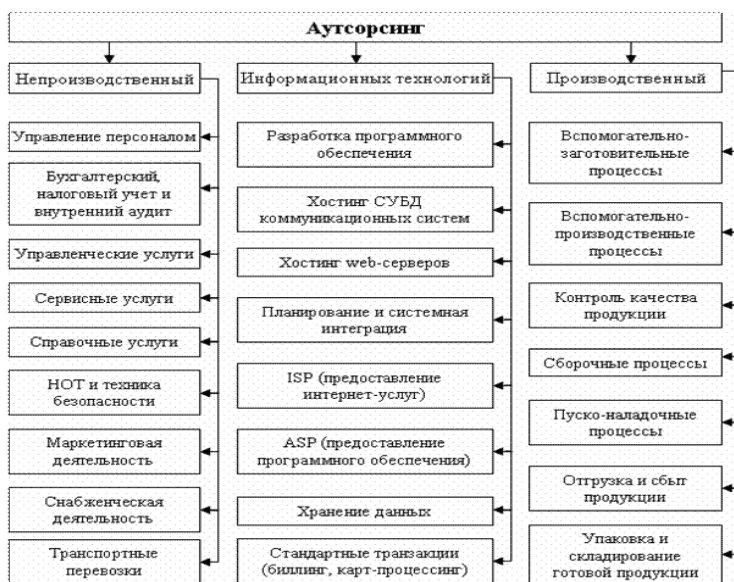 Аутсорсинг
Непроизводственный
Управление персоналом
Бухгалтерский,
налоговый учет и
внутренний аудит
Управленческие услуги
Сервисные услуги
Справочные услуги
НОТ и техника
безопасности
Маркетинговая
деятельность
Снабженческая
деятельность
Транспортные
перевозки
Информационных технологий
Разработка программного
обеспечения
Хостинг СУБД
коммуникационных систем
Хостинг web-серверов
Планирование и системная
интеграция
ISP (предоставление
интернет-услуг)
ASP (предоставление
программного обеспечения)
Хранение данных
Стандартные транзакции
(биллинг, карт-процессинг)
Производственный
Вспомогательно-
заготовительные
процессы
Вспомогательно-
производственные
процессы
Контроль качества
продукции
Сборочные процессы
Пуско-наладочные
процессы
Отгрузка и сбыт
продукции
Упаковка и
складирование
готовой продукции